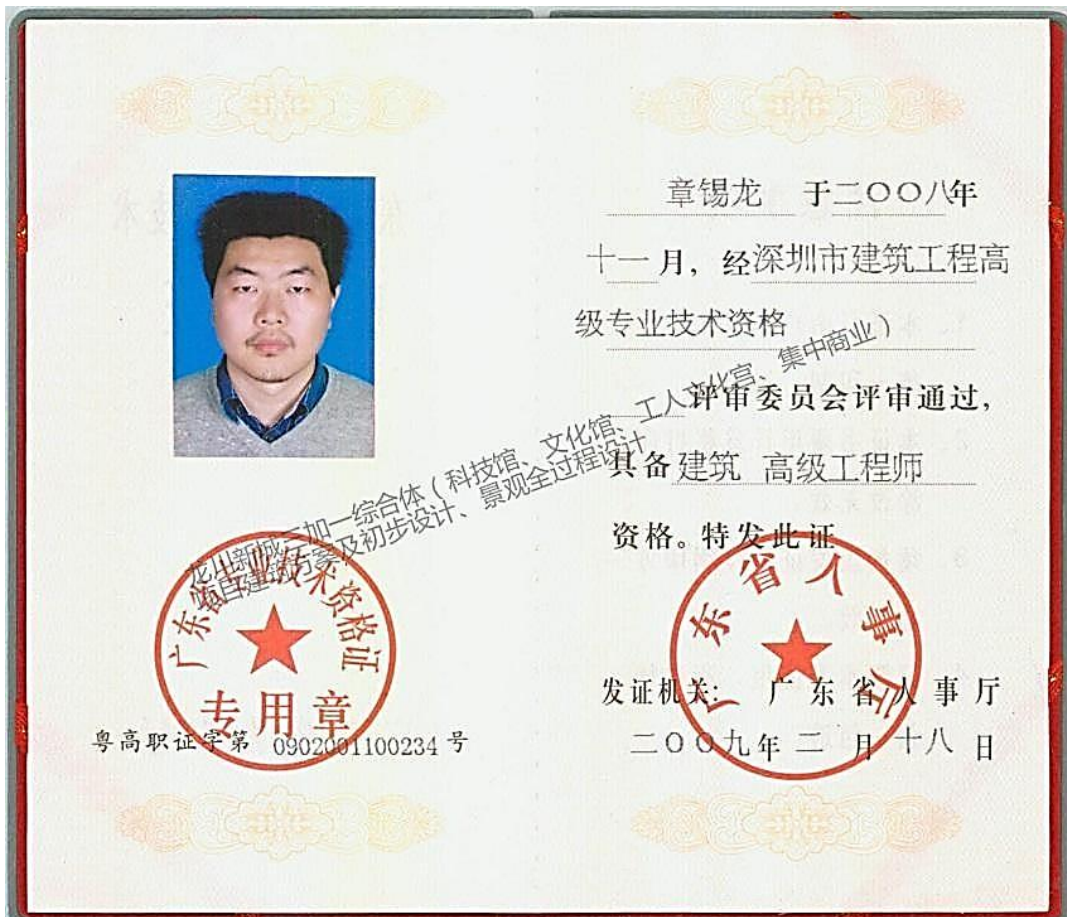 章锡龙 于二〇〇八年
十一月，经深圳市建筑工程高
级专业技术资格
评审委员会评审通过，
具备建筑 高级工程师
资格。特发此证
广东省人事厅
发证机关：广东省人事厅
二〇〇九年二月十八日
广东省专业技术资格证
专用章
粤高职证字第 0902001100234 号
龙川新城三加一综合体（科技馆、文化馆、工人文化宫、集中商业）
项目建筑方案及初步设计、景观全过程设计